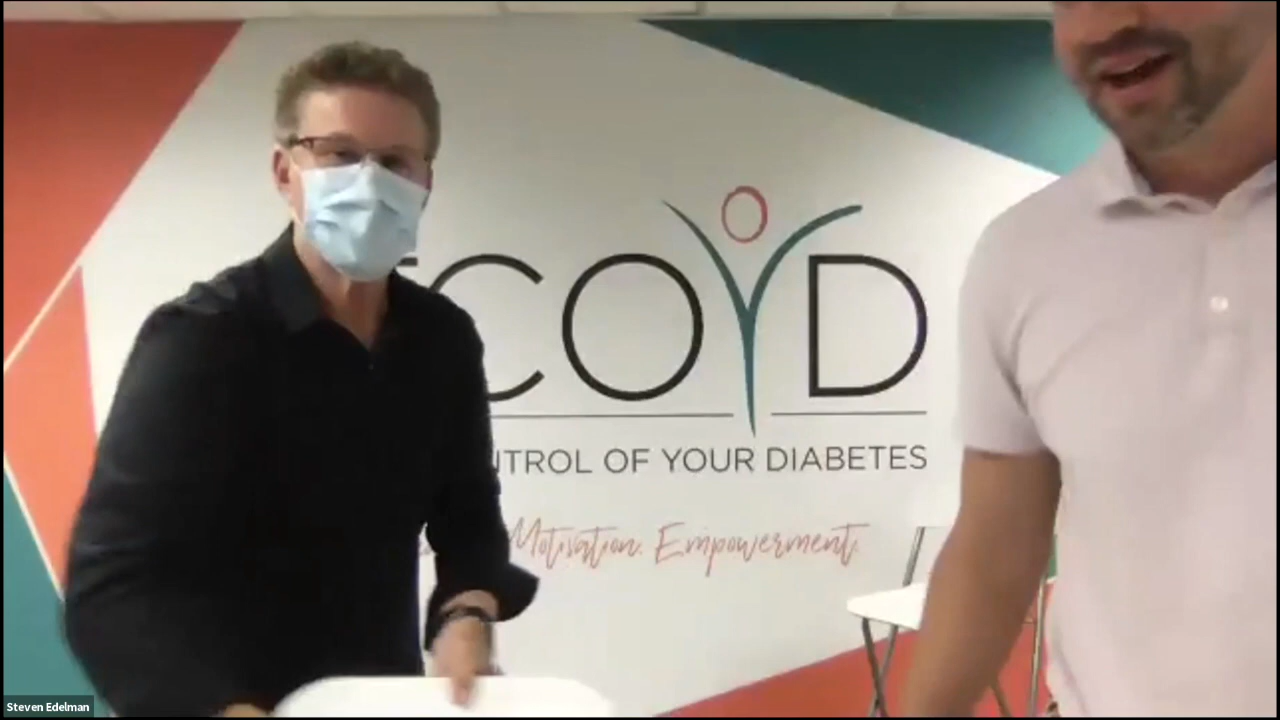 COYD
NTROL OF YOUR DIABETES
Motivation. Empowerment.
Steven Edelman